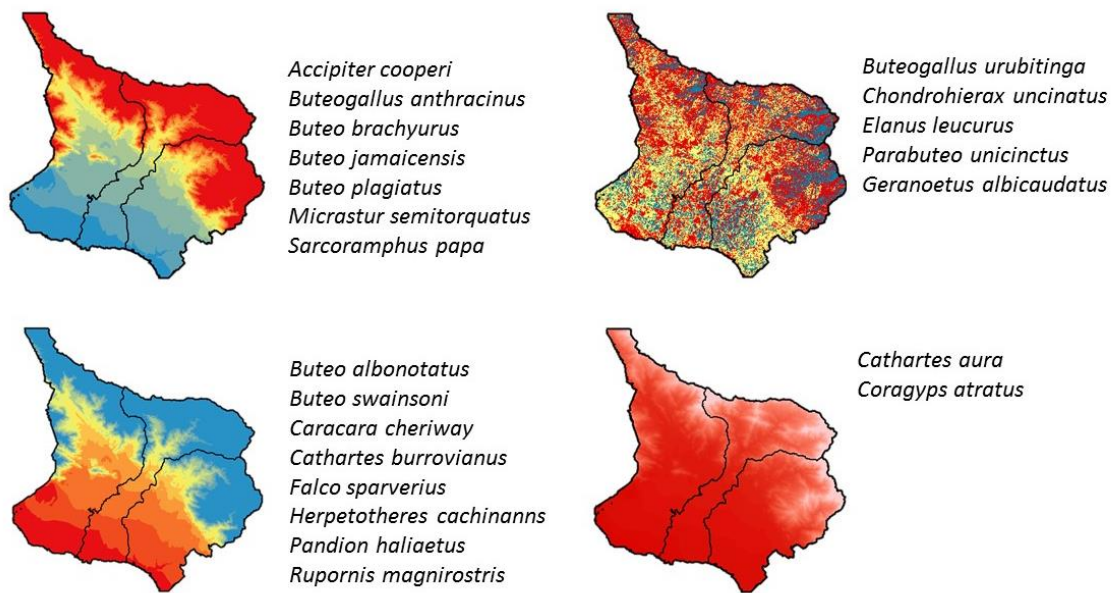 Accipiter cooperi
Buteogallus anthracinus
Buteo brachyurus
Buteo jamaicensis
Buteo plagiatus
Micrastur semitorquatus
Sarcoramphus papa
Buteogallus urubitinga
Chondrohierax uncinatus
Elanus leucurus
Parabuteo unicinctus
Geranoetus albicaudatus
Buteo albonotatus
Buteo swainsoni
Caracara cheriway
Cathartes burrovianus
Falco sparverius
Herpetotheres cachinanns
Pandion haliaetus
Rupornis magnirostris
Cathartes aura
Coragyps atratus